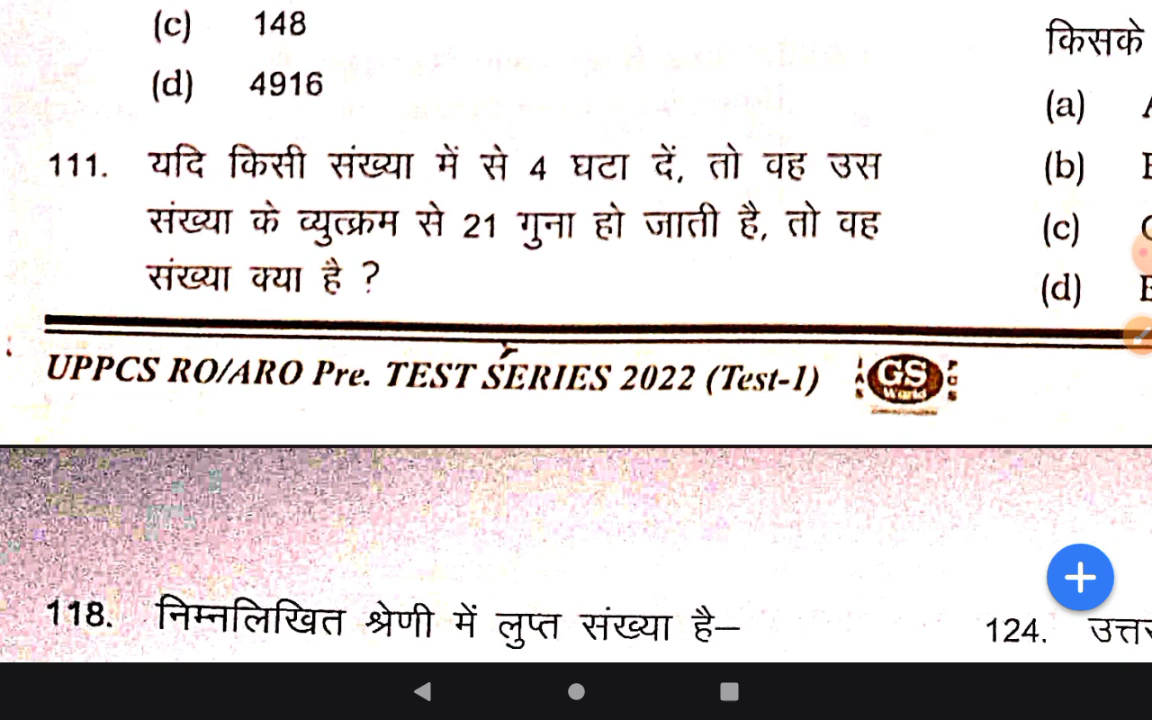 (c) 148
(d) 4916
111. यदि किसी संख्या में से 4 घटा दें, तो वह उस
संख्या के व्युत्क्रम से 21 गुना हो जाती है, तो वह
संख्या क्या है ?
किसके
(a)
(b)
(c)
(d)
UPPCS RO/ARO Pre. TEST SERIES 2022 (Test-1)
GS
World
118. निम्नलिखित श्रेणी में लुप्त संख्या है–
124.